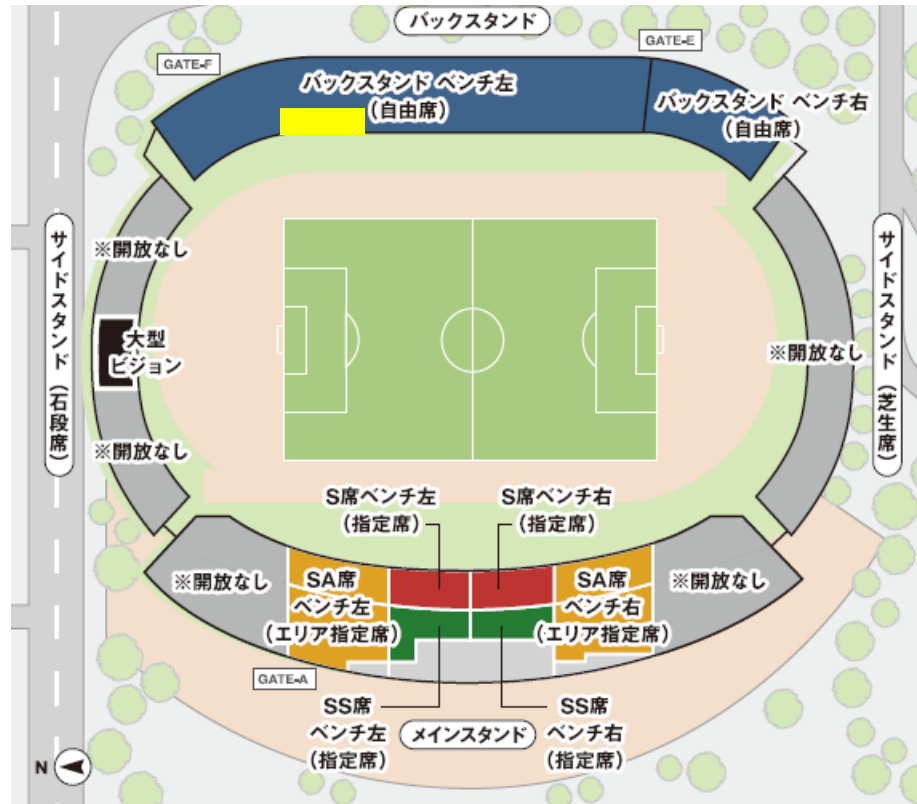 バックスタンド
GATE-F
GATE-E
バックスタンド ベンチ左
（自由席）
バックスタンド ベンチ右
（自由席）
サイドスタンド（石段席）
サイドスタンド（芝生席）
※開放なし
大型
ビジョン
※開放なし
※開放なし
S席ベンチ左
（指定席）
S席ベンチ右
（指定席）
※開放なし
SA席
ベンチ左
（エリア指定席）
SA席
ベンチ右
（エリア指定席）
※開放なし
GATE-A
SS席
ベンチ左
（指定席）
メインスタンド
SS席
ベンチ右
（指定席）
N